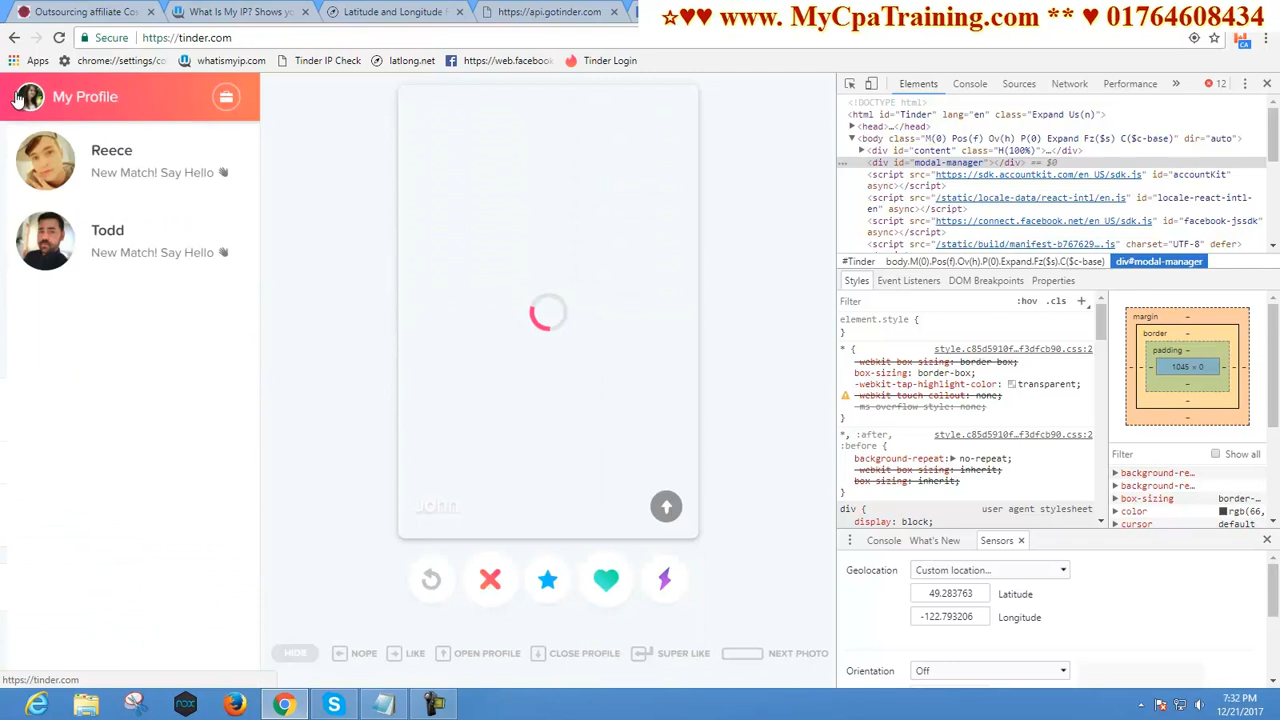 Outsourcing affiliate Co
What Is My IP? Shows yo
Latitude and Longitude F
https://api.gotinder.com
☆♥♥ www. MyCpaTraining.com ** ♥ 01764608434
Secure
https://tinder.com
Apps
chrome://settings/co
whatismyip.com
Tinder IP Check
latlong.net
https://web.facebook
Tinder Login
My Profile
Reece
New Match! Say Hello
Todd
New Match! Say Hello
John
HIDE
NOPE
LIKE
OPEN PROFILE
CLOSE PROFILE
SUPER LIKE
NEXT PHOTO
https://tinder.com
Elements Console Sources Network Performance » 12
<!DOCTYPE html>
<html id="Tinder" lang="en" class="Expand Us(n)">
<head>…</head>
<body class="M(0) Pos(f) Ov(h) P(0) Expand Fz($s) C($c-base)" dir="auto">
<div id="content" class="H(100%)">…</div>
<div id="modal-manager"></div> == $0
<script src="https://sdk.accountkit.com/en_US/sdk.js" id="accountKit"
async></script>
<script src="/static/locale-data/react-intl/en.js" id="locale-react-intl-
en" async></script>
<script src="https://connect.facebook.net/en_US/sdk.js" id="facebook-jssdk"
async></script>
<script src="/static/build/manifest-b767629….js" charset="UTF-8" defer>
#Tinder body.M(0).Pos(f).Ov(h).P(0).Expand.Fz($s).C($c-base) div#modal-manager
Styles Event Listeners DOM Breakpoints Properties
Filter :hov .cls +
element.style {
}
* { style.c85d5910f…f3dfcb90.css:2
-webkit-box-sizing: border-box;
box-sizing: border-box;
-webkit-tap-highlight-color: transparent;
-webkit-touch-callout: none;
-ms-overflow-style: none;
}
*, :after, style.c85d5910f…f3dfcb90.css:2
:before {
background-repeat: no-repeat;
-webkit-box-sizing: inherit;
box-sizing: inherit;
}
div { user agent stylesheet
display: block;
margin -
border -
padding -
1045 × 0
Filter Show all
background-re…
background-re…
box-sizing border-
color rgb(66,
cursor default
Console What's New Sensors
Geolocation Custom location…
49.283763 Latitude
-122.793206 Longitude
Orientation Off
nox
7:32 PM
12/21/2017